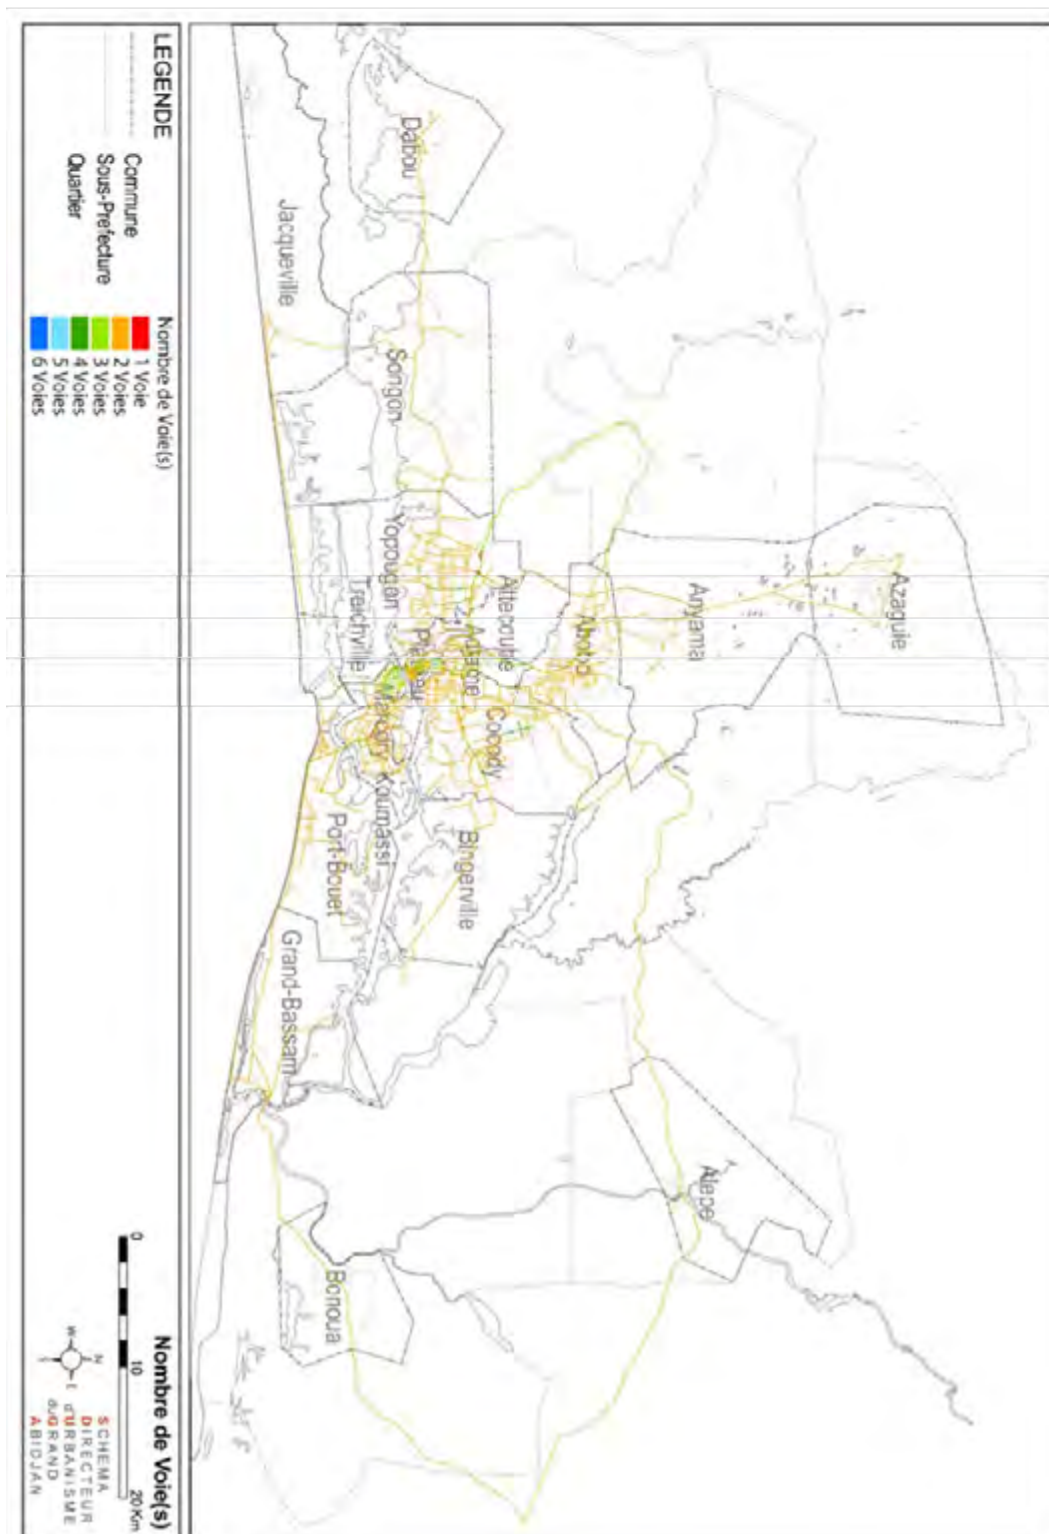 Azaguie
Anyama
Alepe
Abobo
Attecoube
Adjame
Cocody
Bingerville
Dabou
Songon
Yopougon
Plateau
Treichville
Marcory
Koumassi
Port-Bouet
Jacqueville
Grand-Bassam
Bonoua
LEGENDE
Commune
Sous-Prefecture
Quartier
Nombre de Voie(s)
1 Voie
2 Voies
3 Voies
4 Voies
5 Voies
6 Voies
Nombre de Voie(s)
0 10 20 Km
N
W E
S
SCHEMA
DIRECTEUR
d'URBANISME
du GRAND
ABIDJAN